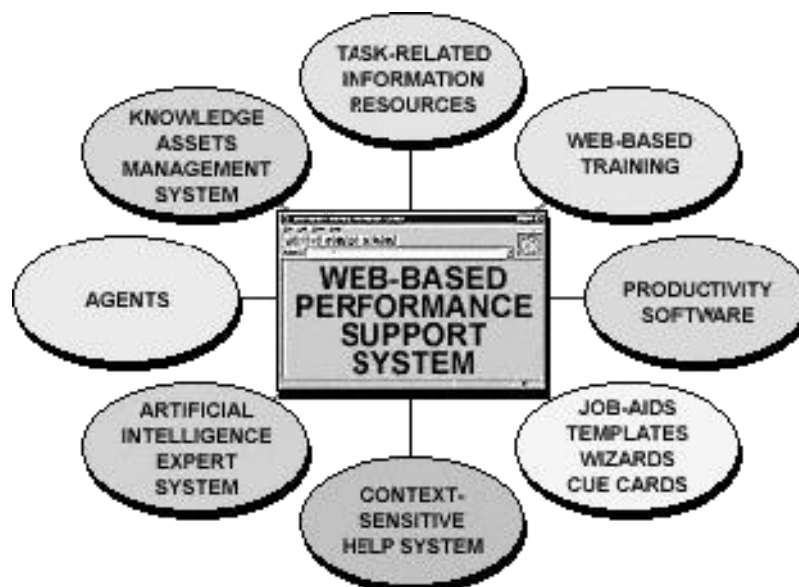 TASK-RELATED
INFORMATION
RESOURCES
KNOWLEDGE
ASSETS
MANAGEMENT
SYSTEM
WEB-BASED
TRAINING
WEB-BASED
PERFORMANCE
SUPPORT
SYSTEM
AGENTS
PRODUCTIVITY
SOFTWARE
ARTIFICIAL
INTELLIGENCE
EXPERT
SYSTEM
JOB-AIDS
TEMPLATES
WIZARDS
CUE CARDS
CONTEXT-
SENSITIVE
HELP SYSTEM